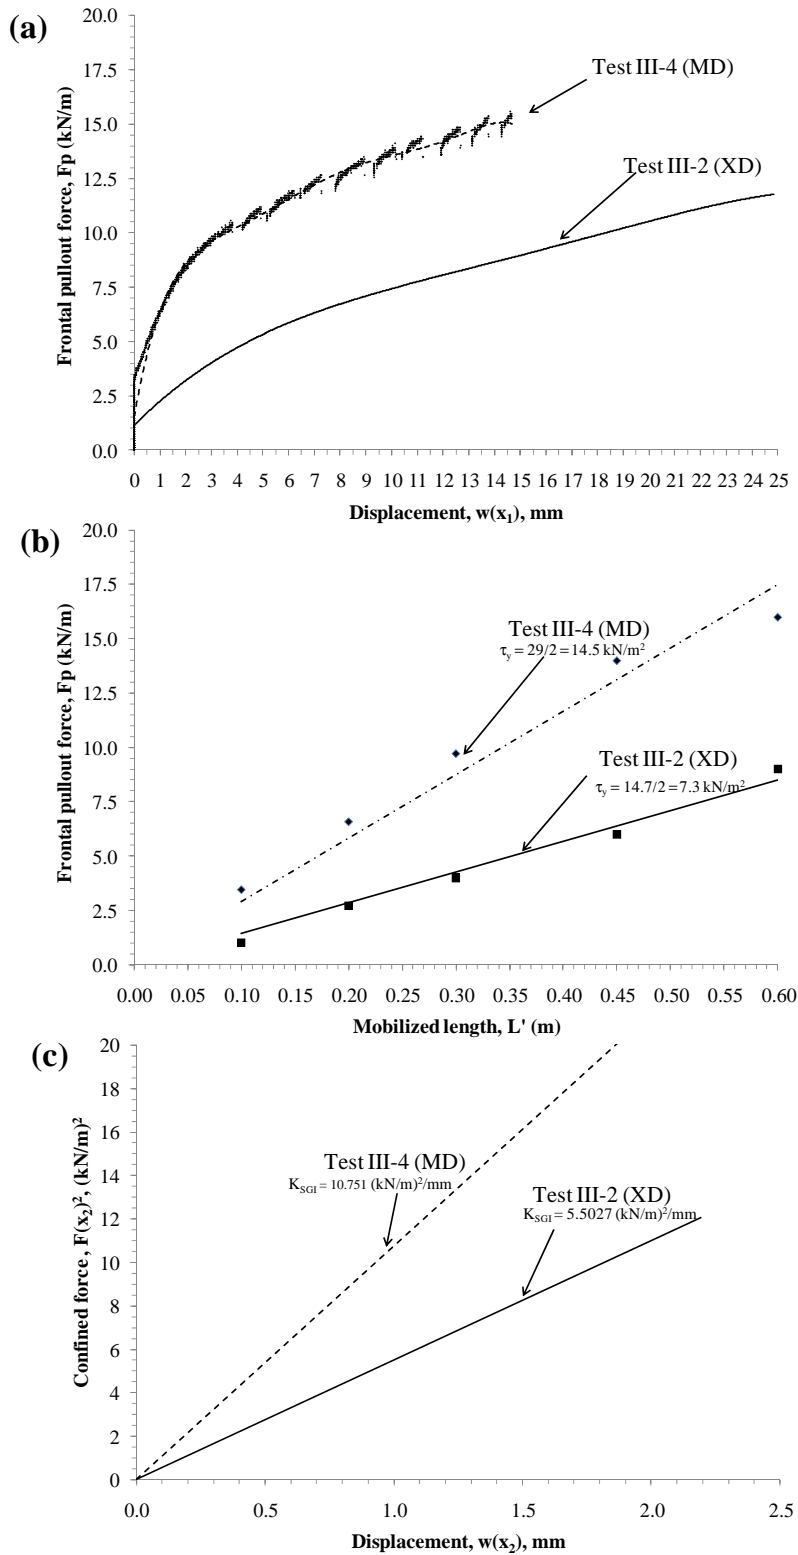 (a)
20.0
17.5
15.0
12.5
10.0
7.5
5.0
2.5
0.0
Frontal pullout force, Fp (kN/m)
Test III-4 (MD)
Test III-2 (XD)
0 1 2 3 4 5 6 7 8 9 10 11 12 13 14 15 16 17 18 19 20 21 22 23 24 25
Displacement, w(x₁), mm
(b)
20.0
17.5
15.0
12.5
10.0
7.5
5.0
2.5
0.0
Frontal pullout force, Fp (kN/m)
Test III-4 (MD)
τy = 29/2 = 14.5 kN/m²
Test III-2 (XD)
τy = 14.7/2 = 7.3 kN/m²
0.00 0.05 0.10 0.15 0.20 0.25 0.30 0.35 0.40 0.45 0.50 0.55 0.60
Mobilized length, L' (m)
(c)
20
18
16
14
12
10
8
6
4
2
0
Confined force, F(x₂)², (kN/m)²
Test III-4 (MD)
KSGI = 10.751 (kN/m)²/mm
Test III-2 (XD)
KSGI = 5.5027 (kN/m)²/mm
0.0 0.5 1.0 1.5 2.0 2.5
Displacement, w(x₂), mm